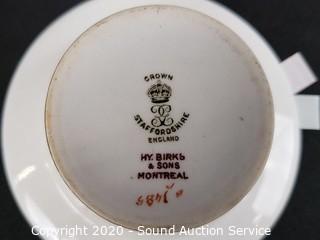 CROWN
STAFFORDSHIRE
ENGLAND
HY. BIRKS
& SONS
MONTREAL
Copyright 2020 - Sound Auction Service